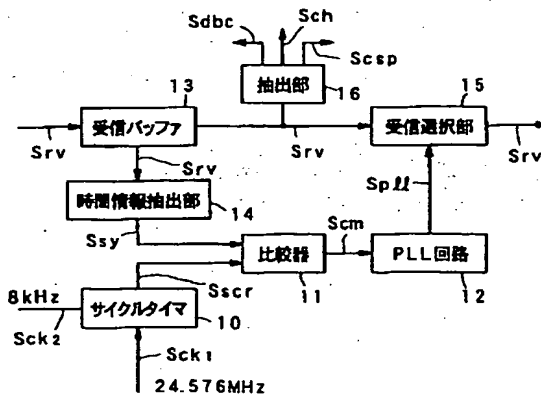 Sdbc
Sch
Scsp
抽出部
16
13
15
受信バッファ
受信選択部
Srv
Srv
Srv
Srv
時間情報抽出部
14
Spll
Ssy
Scm
比較器
PLL回路
Sscr
11
12
8kHz
サイクルタイマ
10
Sck2
Sck1
24.576MHz